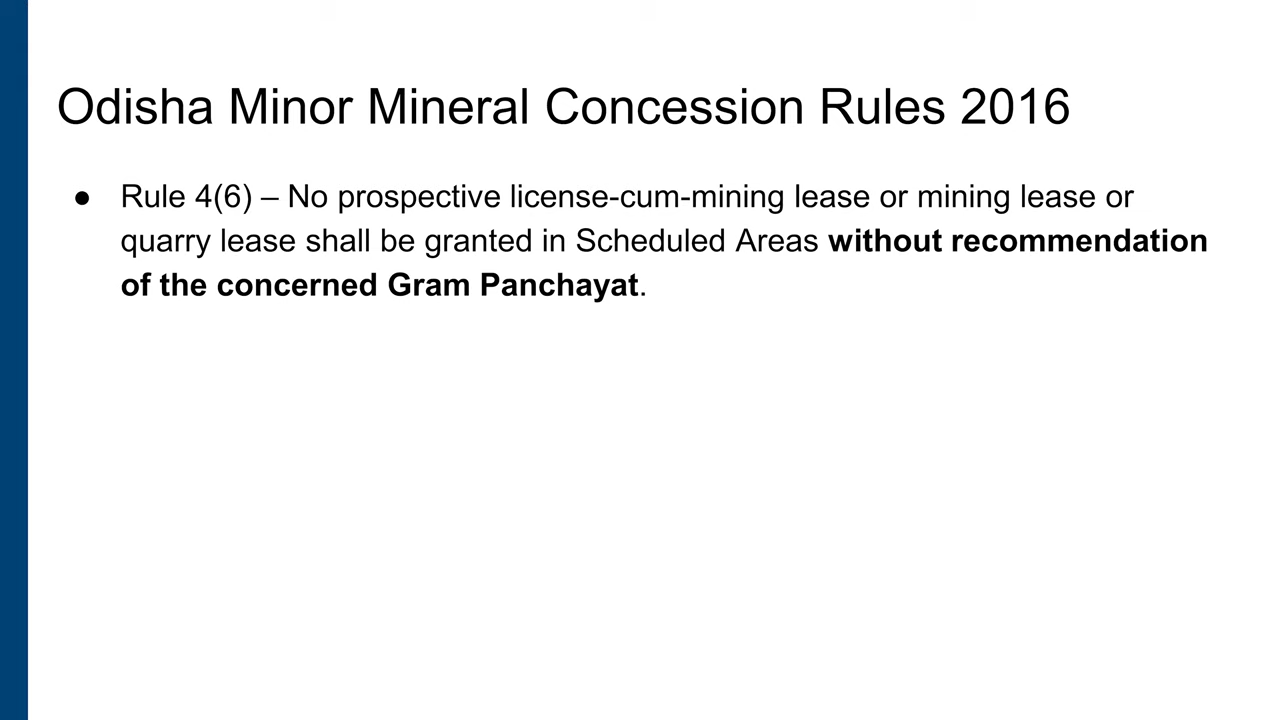 Odisha Minor Mineral Concession Rules 2016
● Rule 4(6) – No prospective license-cum-mining lease or mining lease or
quarry lease shall be granted in Scheduled Areas without recommendation
of the concerned Gram Panchayat.